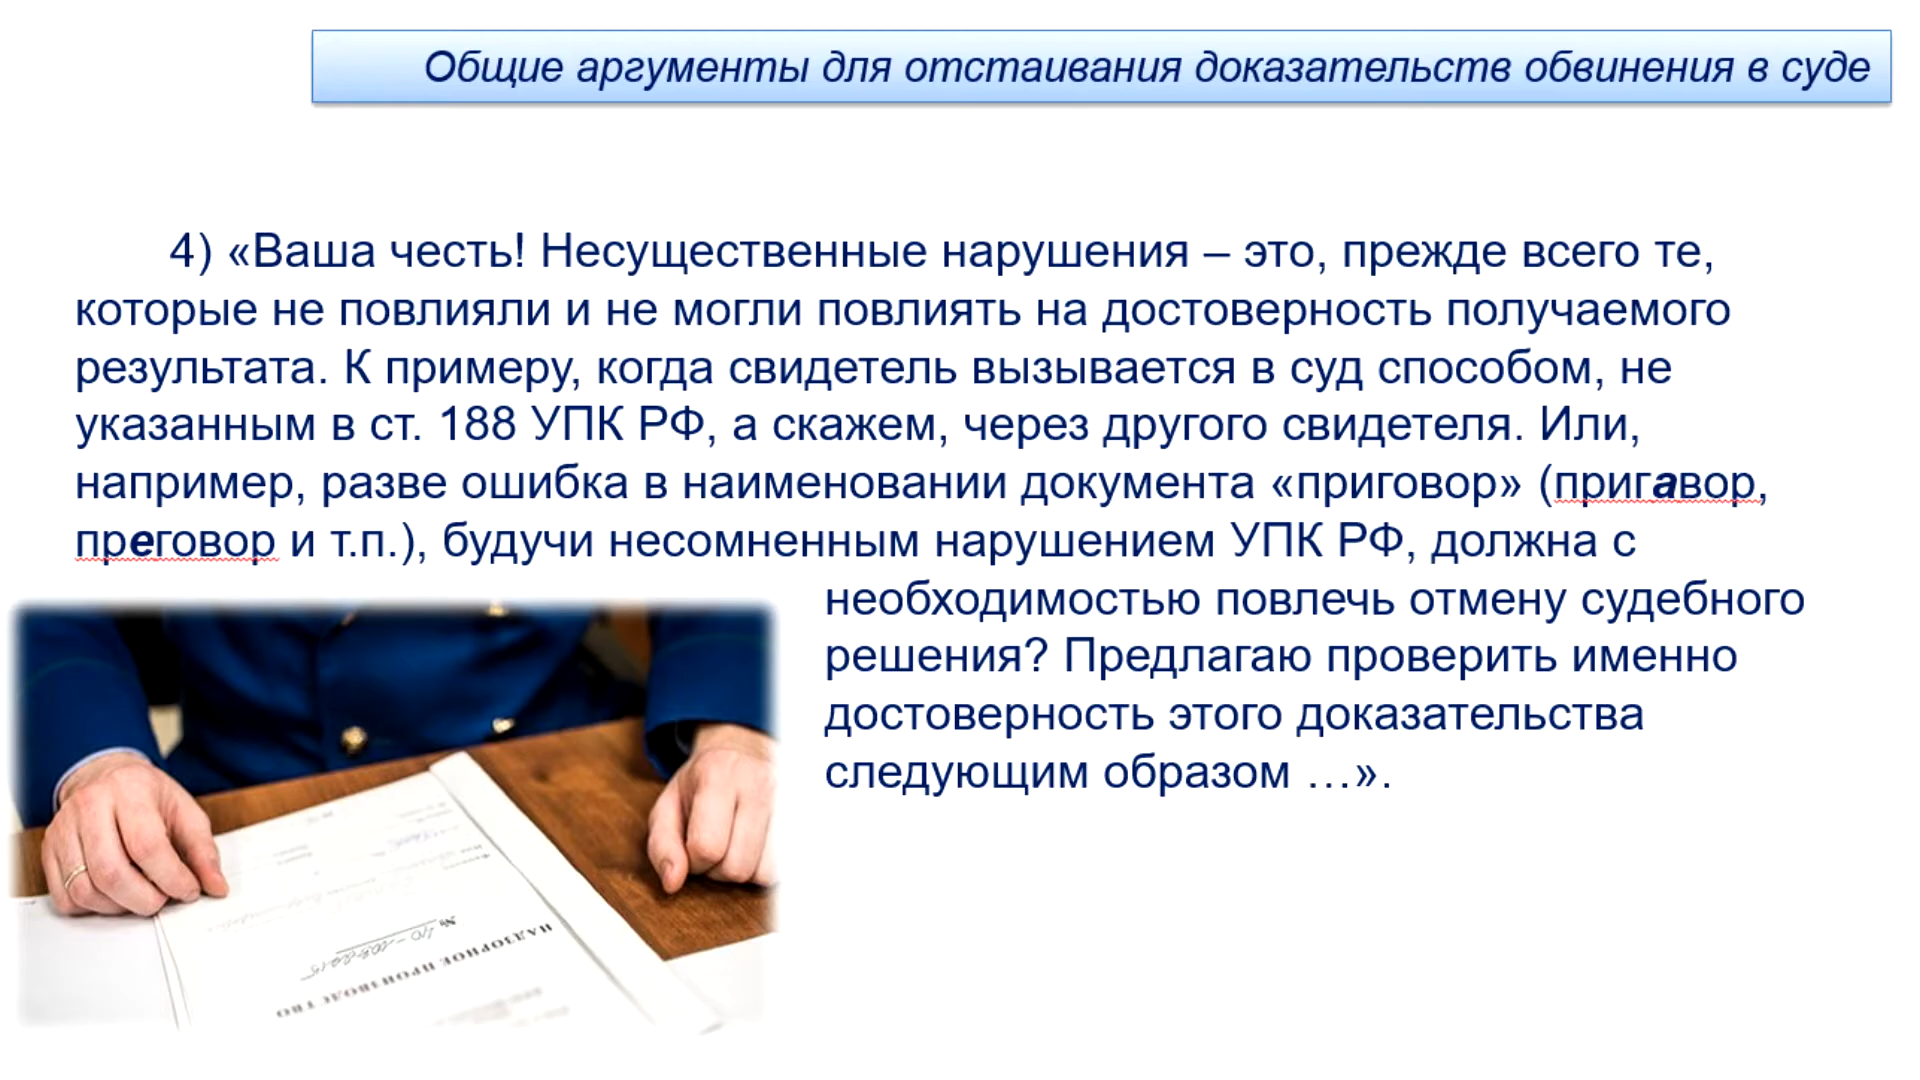 Общие аргументы для отстаивания доказательств обвинения в суде
4) «Ваша честь! Несущественные нарушения – это, прежде всего те,
которые не повлияли и не могли повлиять на достоверность получаемого
результата. К примеру, когда свидетель вызывается в суд способом, не
указанным в ст. 188 УПК РФ, а скажем, через другого свидетеля. Или,
например, разве ошибка в наименовании документа «приговор» (пригавор,
преговор и т.п.), будучи несомненным нарушением УПК РФ, должна с
необходимостью повлечь отмену судебного
решения? Предлагаю проверить именно
достоверность этого доказательства
следующим образом …».
НАДЗОРНОЕ ПРОИЗВОДСТВО